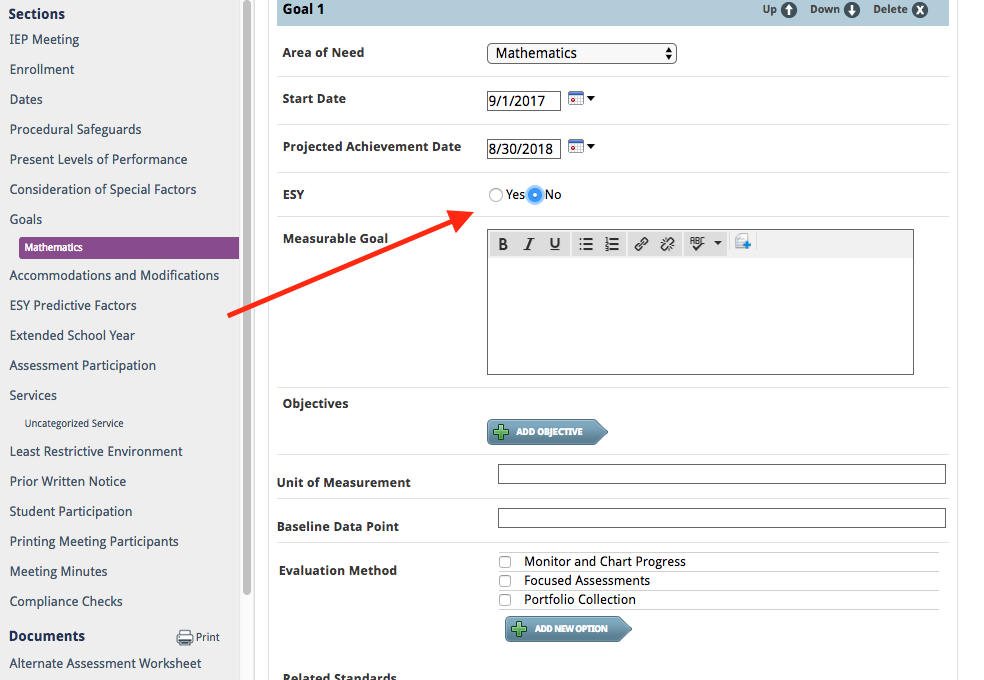 Sections
IEP Meeting
Enrollment
Dates
Procedural Safeguards
Present Levels of Performance
Consideration of Special Factors
Goals
Mathematics
Accommodations and Modifications
ESY Predictive Factors
Extended School Year
Assessment Participation
Services
Uncategorized Service
Least Restrictive Environment
Prior Written Notice
Student Participation
Printing Meeting Participants
Meeting Minutes
Compliance Checks
Documents Print
Alternate Assessment Worksheet
Goal 1 Up Down Delete
Area of Need Mathematics
Start Date 9/1/2017
Projected Achievement Date 8/30/2018
ESY Yes No
Measurable Goal B I U ABC
Objectives
ADD OBJECTIVE
Unit of Measurement
Baseline Data Point
Evaluation Method Monitor and Chart Progress
Focused Assessments
Portfolio Collection
ADD NEW OPTION
Related Standards